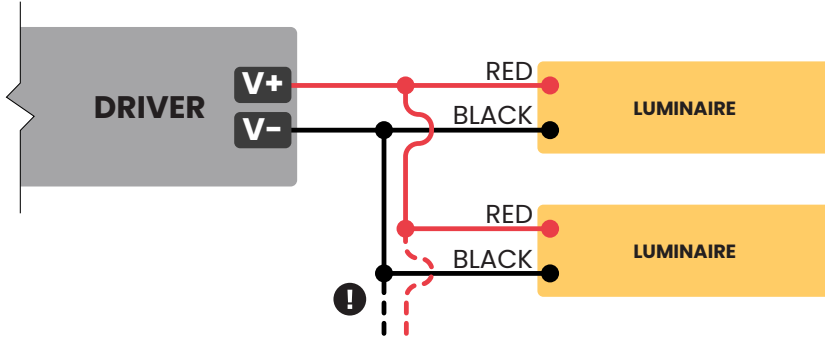 DRIVER
V+
V-
RED
BLACK
LUMINAIRE
RED
BLACK
LUMINAIRE
!